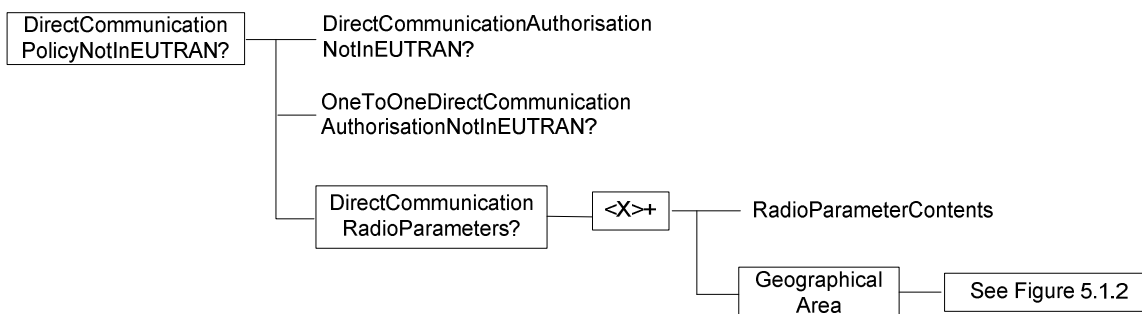 DirectCommunication
PolicyNotInEUTRAN?
DirectCommunicationAuthorisation
NotInEUTRAN?
OneToOneDirectCommunication
AuthorisationNotInEUTRAN?
DirectCommunication
RadioParameters?
<X>+
RadioParameterContents
Geographical
Area
See Figure 5.1.2